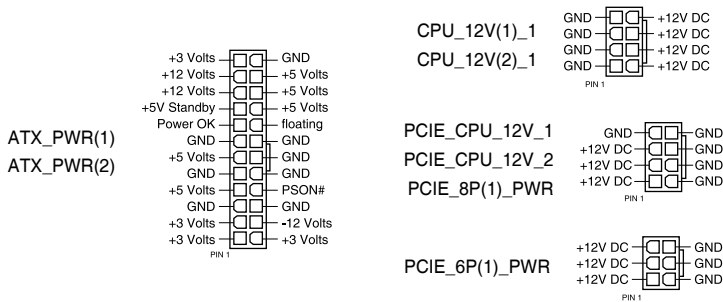 ATX_PWR(1)
ATX_PWR(2)
+3 Volts GND
+12 Volts +5 Volts
+12 Volts +5 Volts
+5V Standby +5 Volts
Power OK floating
GND GND
+5 Volts GND
GND GND
+5 Volts PSON#
GND GND
+3 Volts -12 Volts
+3 Volts +3 Volts
PIN 1
CPU_12V(1)_1
CPU_12V(2)_1
GND +12V DC
GND +12V DC
GND +12V DC
GND +12V DC
PIN 1
PCIE_CPU_12V_1
PCIE_CPU_12V_2
PCIE_8P(1)_PWR
GND GND
+12V DC GND
+12V DC GND
+12V DC GND
PIN 1
PCIE_6P(1)_PWR
+12V DC GND
+12V DC GND
+12V DC GND
PIN 1